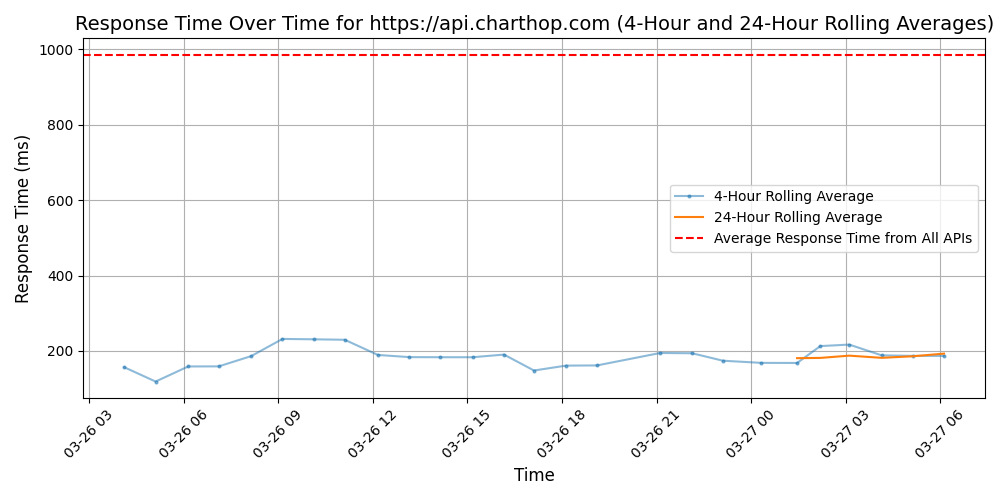 Response Time Over Time for https://api.charthop.com (4-Hour and 24-Hour Rolling Averages)
Response Time (ms)
1000
800
600
400
200
4-Hour Rolling Average
24-Hour Rolling Average
Average Response Time from All APIs
03-26 03
03-26 06
03-26 09
03-26 12
03-26 15
03-26 18
03-26 21
03-27 00
03-27 03
03-27 06
Time